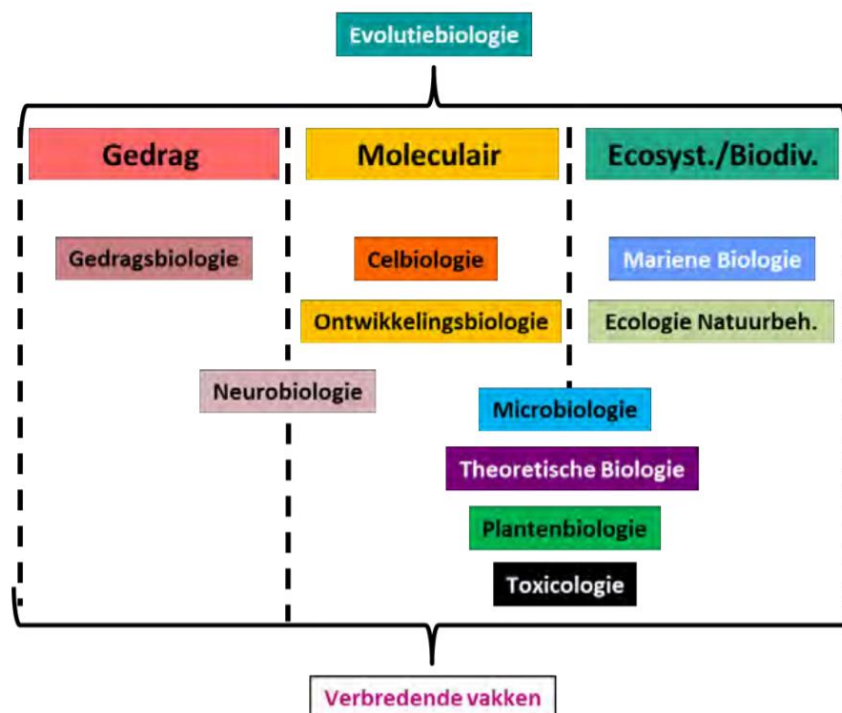 Evolutiebiologie
Gedrag
Moleculair
Ecosyst./Biodiv.
Gedragsbiologie
Celbiologie
Mariene Biologie
Ontwikkelingsbiologie
Ecologie Natuurbeh.
Neurobiologie
Microbiologie
Theoretische Biologie
Plantenbiologie
Toxicologie
Verbredende vakken